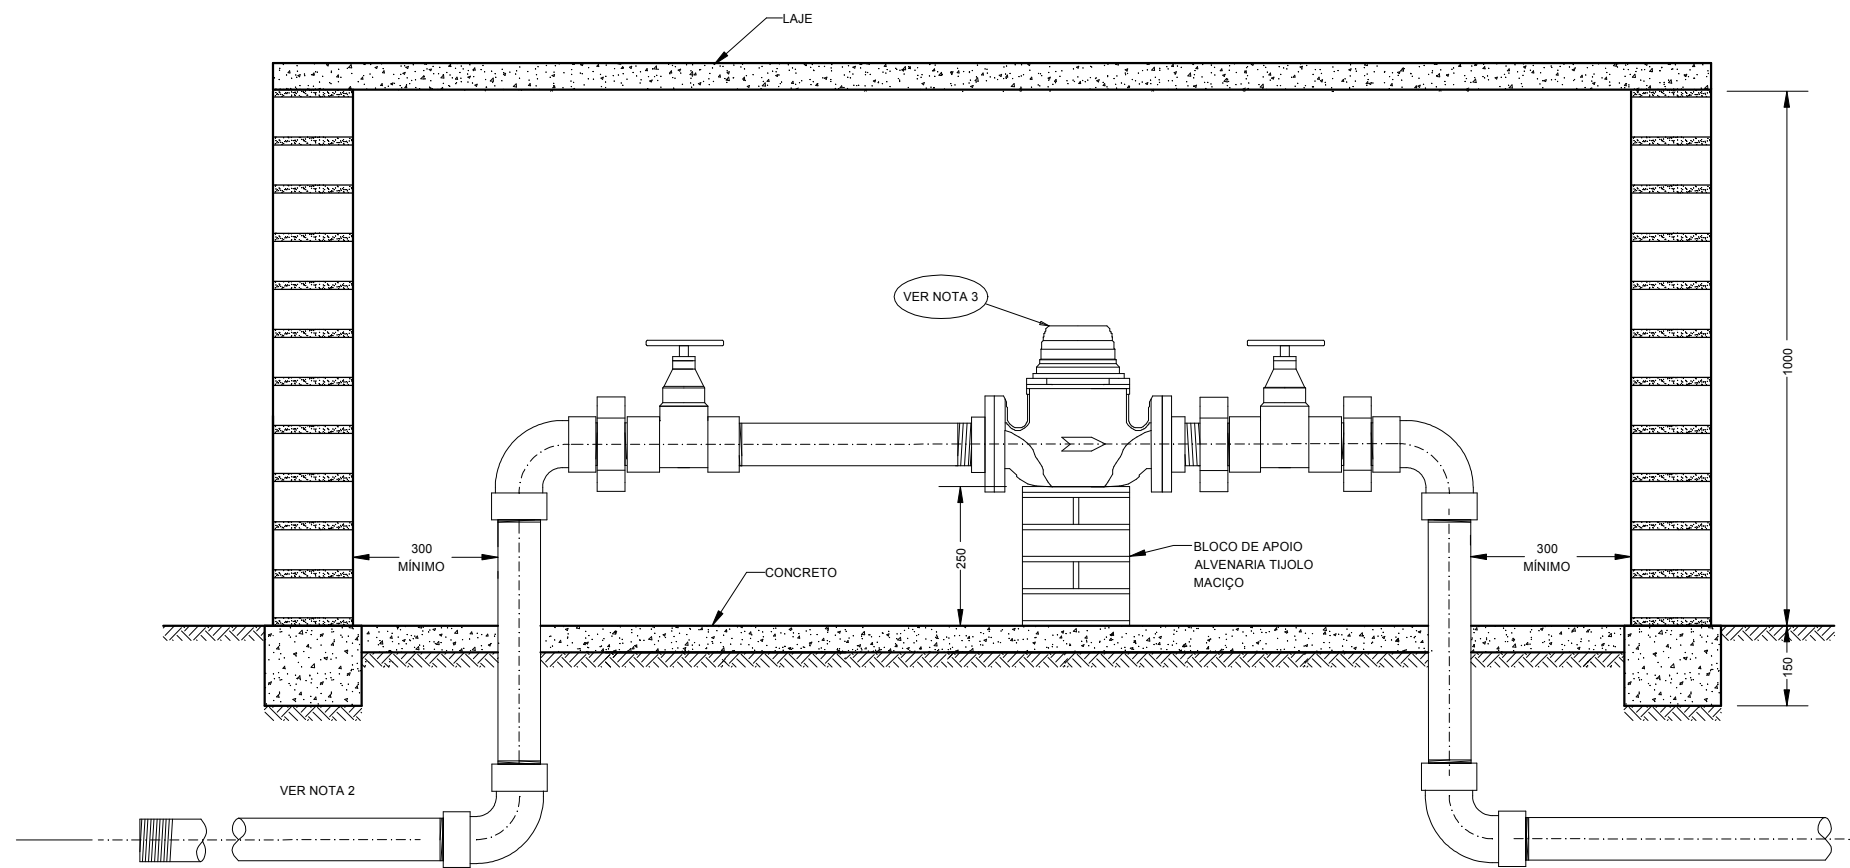 LAJE
VER NOTA 3
1000
300
MÍNIMO
CONCRETO
250
BLOCO DE APOIO
ALVENARIA TIJOLO
MACIÇO
300
MÍNIMO
150
VER NOTA 2